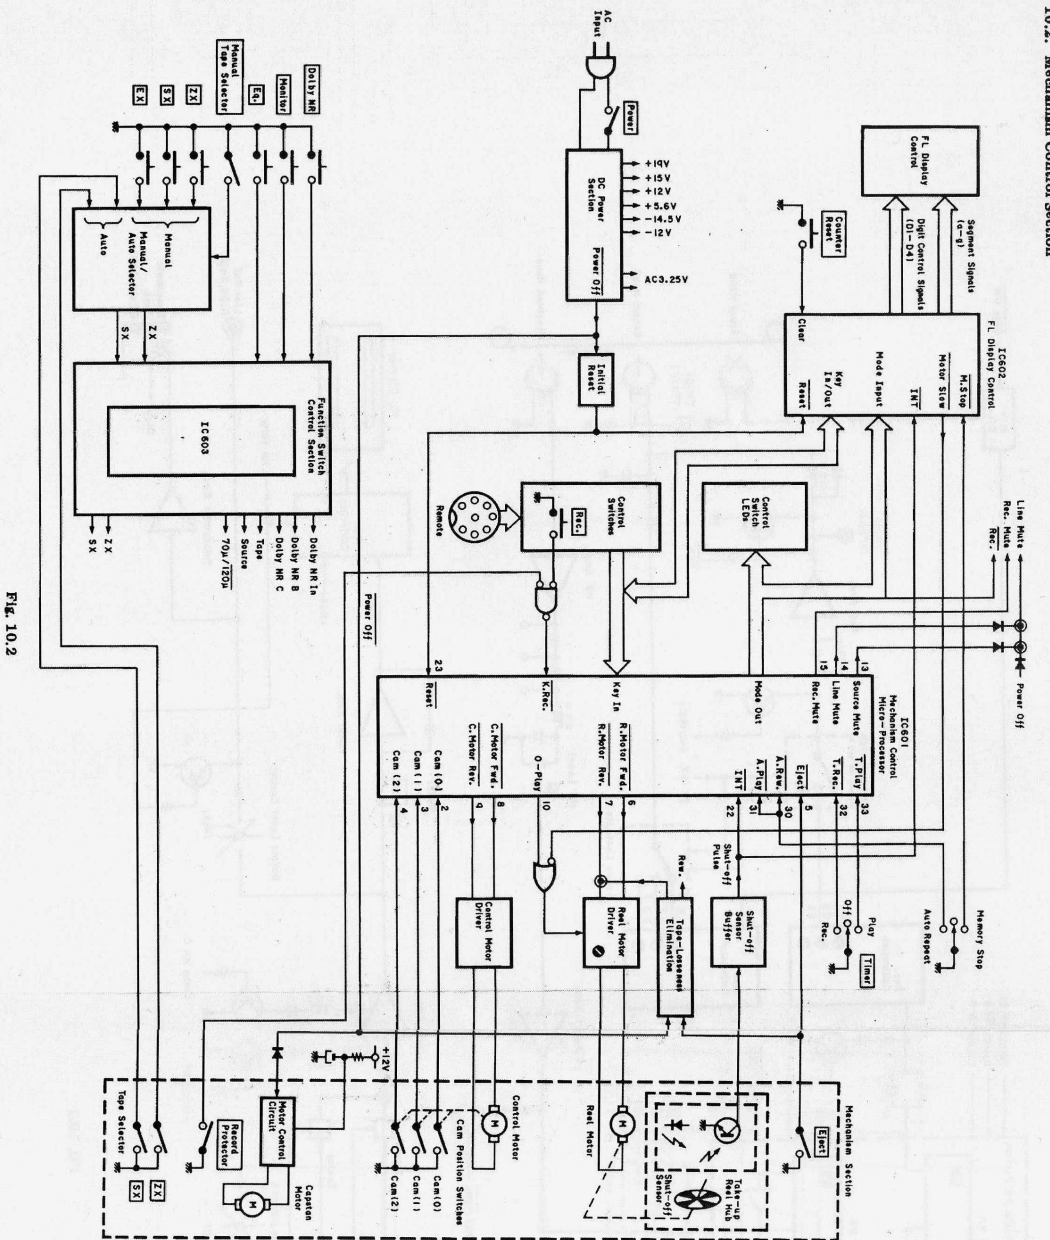 10.2. Mechanism Control Section
AC
Input
Power
DC Power
Section
Power Off
+19V
+15V
+12V
+5.6V
-14.5V
-12V
AC3.25V
FL Display
Control
Segment Signals
(a-g)
Digit Control Signals
(D1-D4)
Counter
Reset
IC602
FL Display Control
M.Stop
Motor Slow
INT
Mode Input
Key
In/Out
Reset
Clear
Initial
Reset
Dolby NR
Monitor
Eq.
Manual
Tape Selector
ZX
SX
EX
Manual
Manual/
Auto Selector
Auto
ZX
SX
Function Switch
Control Section
IC603
Dolby NR In
Dolby NR B
Dolby NR C
Tape
Source
70µ/120µ
ZX
SX
Remote
Control
Switches
Rec.
Control
Switch
LEDs
Line Mute
Rec. Mute
Rec.
Power Off
Power Off
IC601
Mechanism Control
Micro-Processor
13
14
15
23
Source Mute
Line Mute
Rec.Mute
Mode Out
Key In
K.Rec.
Reset
T.Play
T.Rec.
Eject
A.Rew.
A.Play
INT
R.Motor Fwd.
R.Motor Rev.
O-Play
C.Motor Fwd.
C.Motor Rev.
Cam(0)
Cam(1)
Cam(2)
33
32
5
30
31
22
6
7
10
8
9
2
3
4
Shut-off
Pulse
Rew.
Memory Stop
Auto Repeat
Play
Off
Rec.
Timer
Shut-off
Sensor
Buffer
Tape-Looseness
Elimination
Reel Motor
Driver
Control Motor
Driver
+12V
Mechanism Section
Eject
Take-up
Reel Hub
Shut-Off
Sensor
M
Reel Motor
M
Control Motor
Cam Position Switches
Cam(0)
Cam(1)
Cam(2)
Motor Control
Circuit
M
Capstan
Motor
Record
Protector
Tape Selector
ZX
SX
Fig. 10.2